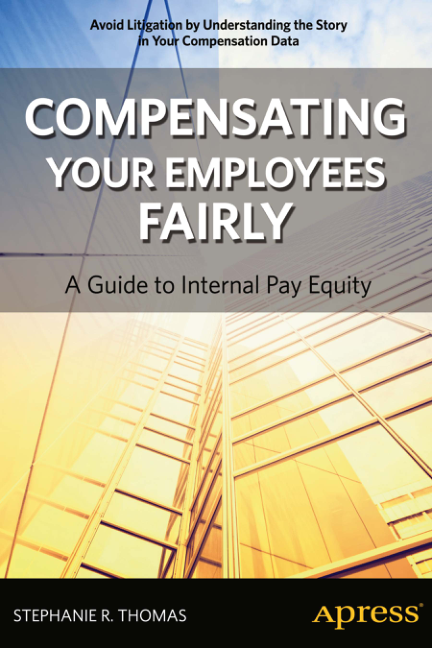 Avoid Litigation by Understanding the Story
in Your Compensation Data
COMPENSATING
YOUR EMPLOYEES
FAIRLY
A Guide to Internal Pay Equity
STEPHANIE R. THOMAS
Apress®